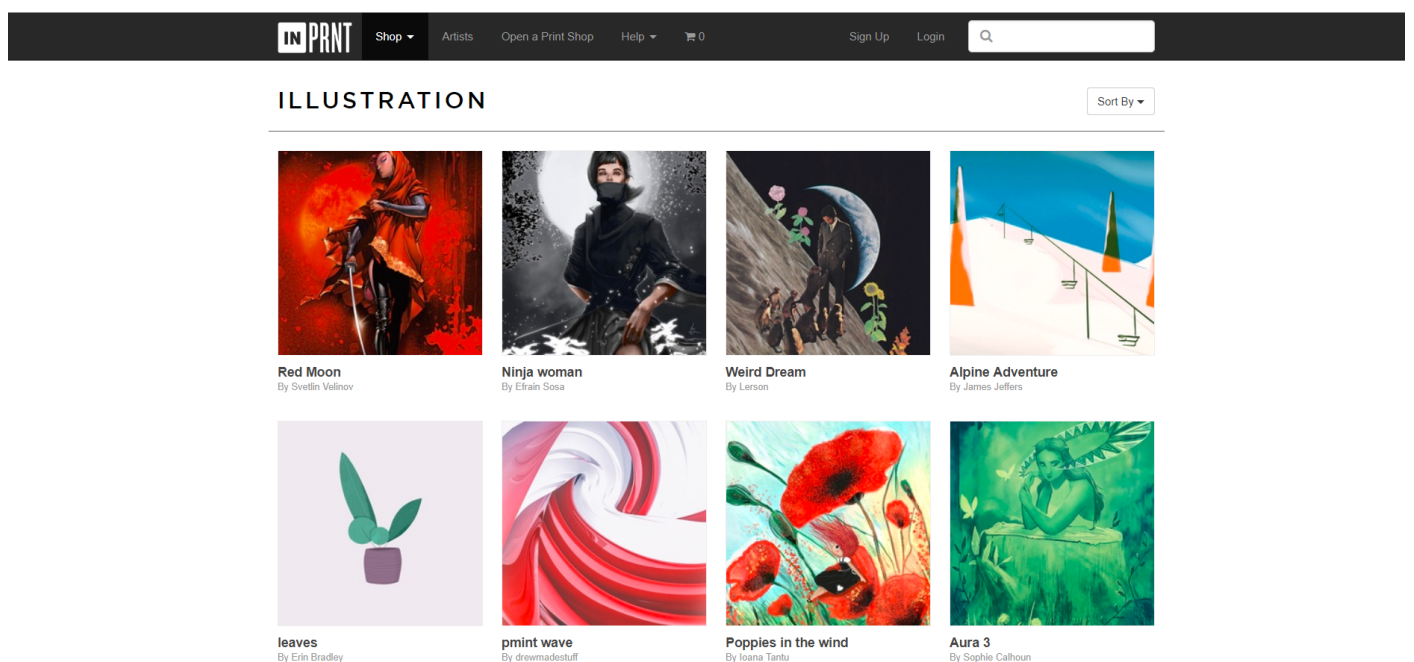 IN PRNT
Shop
Artists
Open a Print Shop
Help
0
Sign Up
Login
ILLUSTRATION
Sort By
Red Moon
By Svetlin Velinov
Ninja woman
By Efrain Sosa
Weird Dream
By Lerson
Alpine Adventure
By James Jeffers
leaves
By Erin Bradley
pmint wave
By drewmadestuff
Poppies in the wind
By Ioana Tantu
Aura 3
By Sophie Calhoun